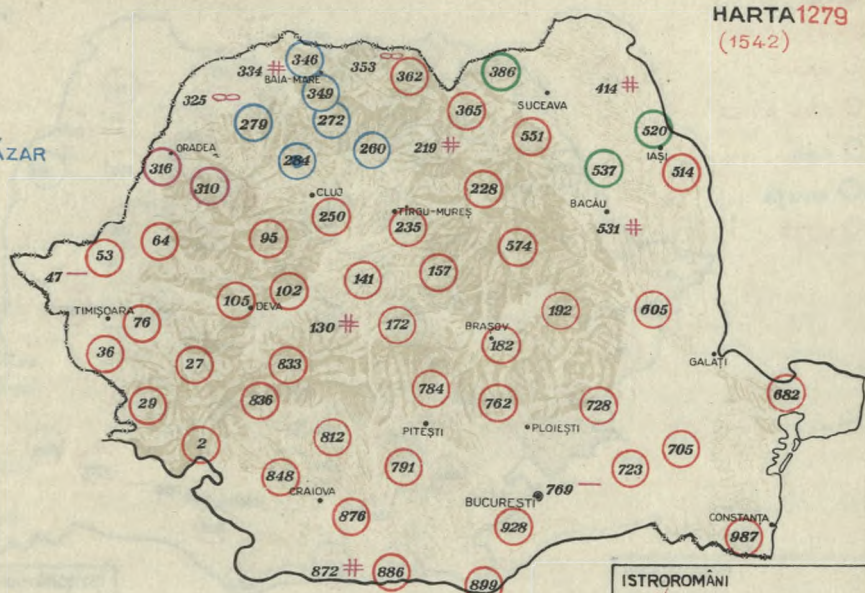 HARTA 1279
(1542)
334 346 353 362 386 414
BAIA-MARE
325 349 SUCEAVA
279 272 365 551 520
ĂZAR
ORADEA 284 260 219 537 IAȘI
316 310 228 514
CLUJ TÎRGU-MUREȘ BACĂU
250 235 531
53 64 95 574
47 141 157
105 102 DEVA 192 605
TIMIȘOARA 76 130 172 BRAȘOV
36 27 833 182 GALAȚI
29 836 784 762 728 682
2 812 PITEȘTI PLOIEȘTI 705
848 791 723
CRAIOVA 769
BUCUREȘTI
876 928 CONSTANȚA
987
872 886 899
ISTROROMÂNI